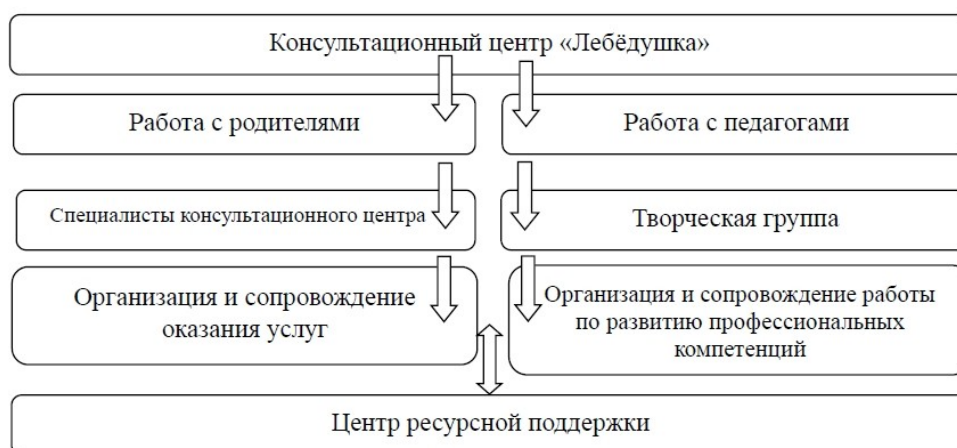 Консультационный центр «Лебёдушка»
Работа с родителями
Работа с педагогами
Специалисты консультационного центра
Творческая группа
Организация и сопровождение
оказания услуг
Организация и сопровождение работы
по развитию профессиональных
компетенций
Центр ресурсной поддержки